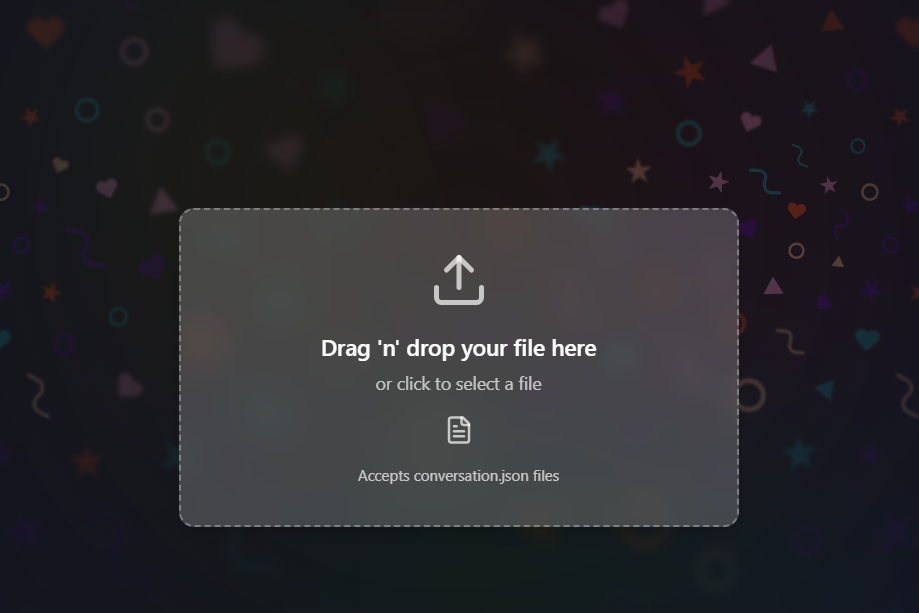 Drag 'n' drop your file here
or click to select a file
Accepts conversation.json files